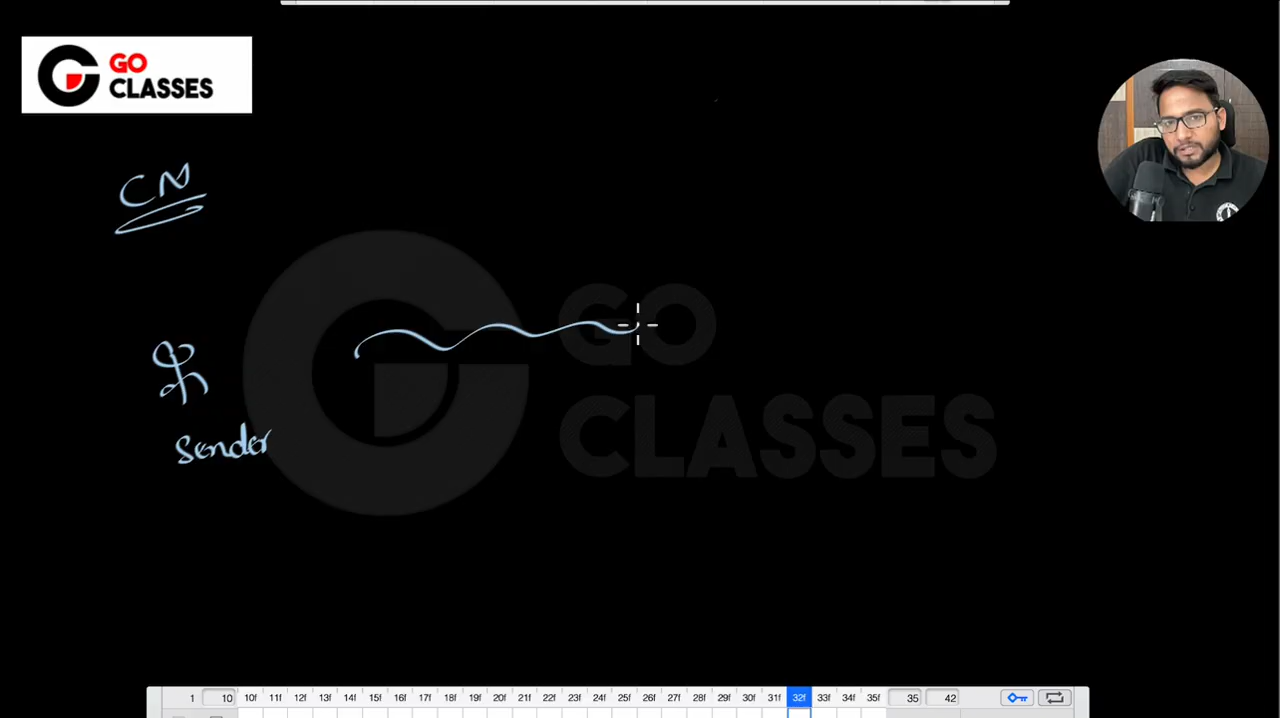 GO
CLASSES
CN
GO
CLASSES
Sender
1 10 10f 11f 12f 13f 14f 15f 16f 17f 18f 19f 20f 21f 22f 23f 24f 25f 26f 27f 28f 29f 30f 31f 32f 33f 34f 35f 35 42